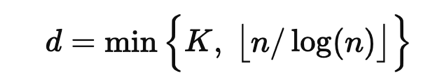 d = min { K, ⌊n/ log(n)⌋ }